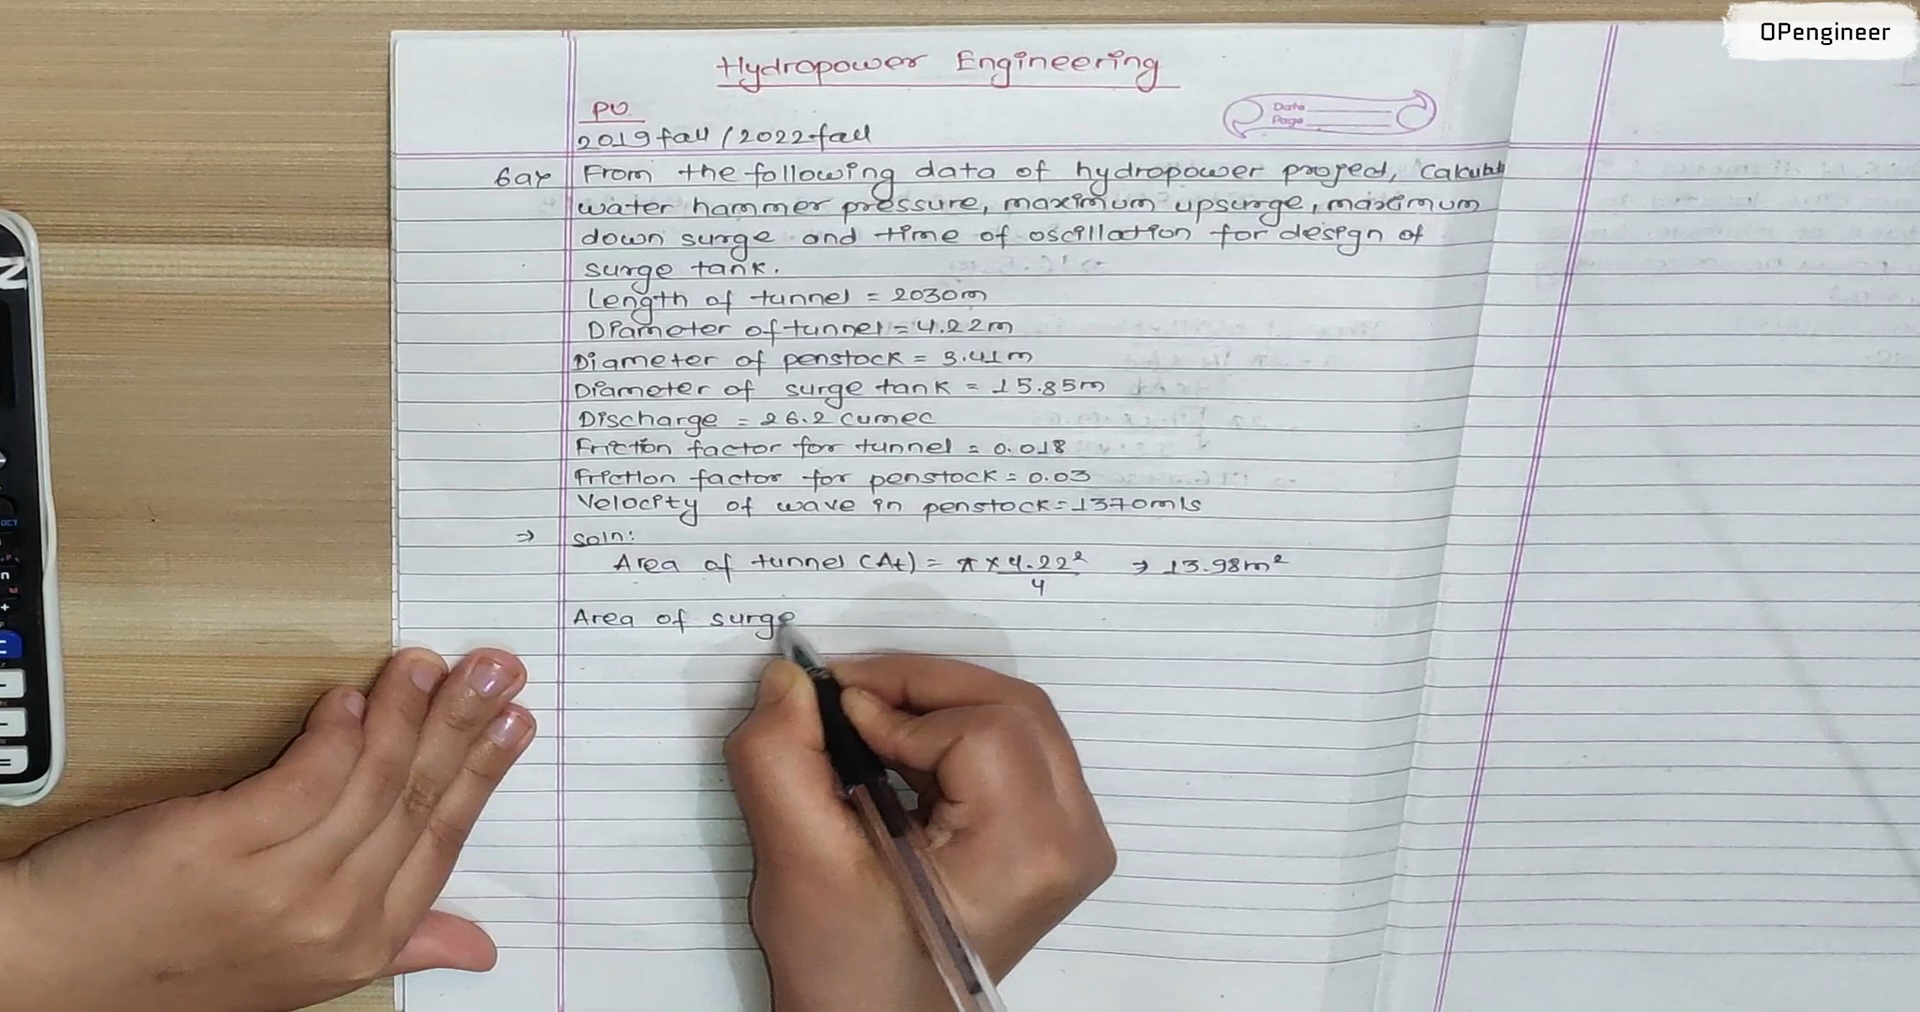 OPengineer
Hydropower Engineering
PU
2019 fall / 2022 fall
Date
Page
6a> From the following data of hydropower project, Calculate
water hammer pressure, maximum upsurge, maximum
down surge and time of oscillation for design of
surge tank.
Length of tunnel = 2030m
Diameter of tunnel = 4.22m
Diameter of penstock = 3.41m
Diameter of surge tank = 15.85m
Discharge = 26.2 cumec
Friction factor for tunnel = 0.018
Friction factor for penstock = 0.03
Velocity of wave in penstock = 1370m/s
⇒ Soln:
Area of tunnel (At) = π × 4.22² / 4 ⇒ 13.98m²
Area of surge